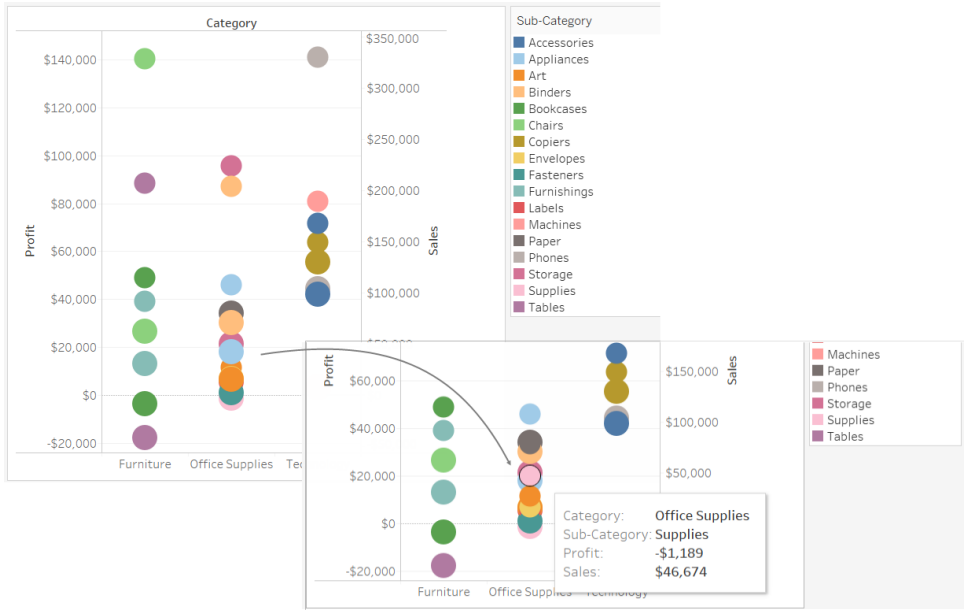 Category
Profit
$140,000
$120,000
$100,000
$80,000
$60,000
$40,000
$20,000
$0
-$20,000
$350,000
$300,000
$250,000
$200,000
$150,000
$100,000
Sales
Furniture
Office Supplies
Sub-Category
Accessories
Appliances
Art
Binders
Bookcases
Chairs
Copiers
Envelopes
Fasteners
Furnishings
Labels
Machines
Paper
Phones
Storage
Supplies
Tables
Profit
$60,000
$40,000
$20,000
$0
-$20,000
$150,000
$100,000
$50,000
Sales
Furniture
Office Supplies
Technology
Category: Office Supplies
Sub-Category: Supplies
Profit: -$1,189
Sales: $46,674
Machines
Paper
Phones
Storage
Supplies
Tables